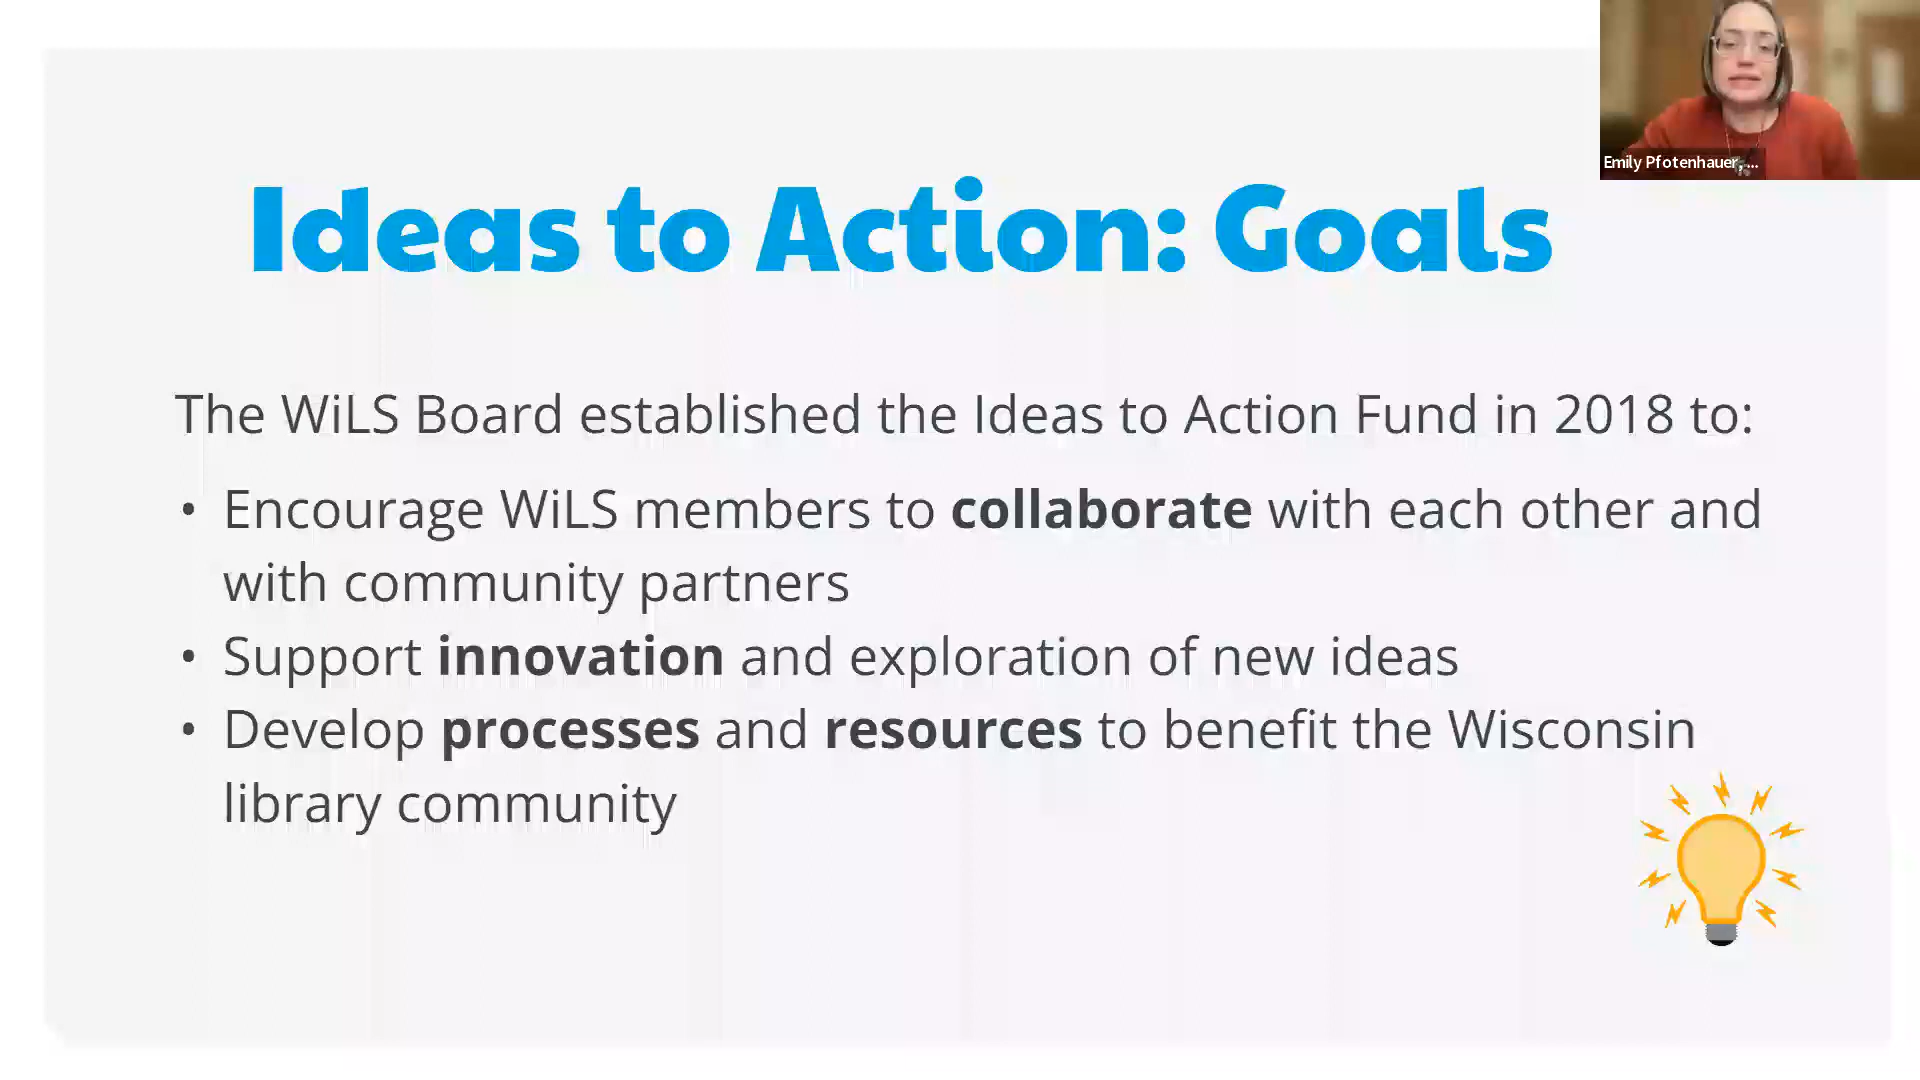 Emily Pfotenhauer, ...
Ideas to Action: Goals
The WiLS Board established the Ideas to Action Fund in 2018 to:
• Encourage WiLS members to collaborate with each other and
with community partners
• Support innovation and exploration of new ideas
• Develop processes and resources to benefit the Wisconsin
library community